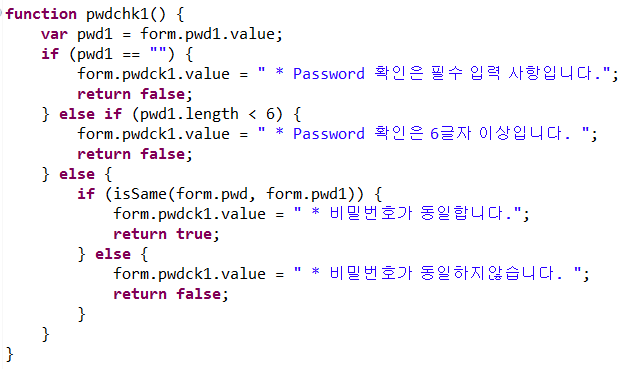 function pwdchk1() {
    var pwd1 = form.pwd1.value;
    if (pwd1 == "") {
        form.pwdck1.value = " * Password 확인은 필수 입력 사항입니다.";
        return false;
    } else if (pwd1.length < 6) {
        form.pwdck1.value = " * Password 확인은 6글자 이상입니다. ";
        return false;
    } else {
        if (isSame(form.pwd, form.pwd1)) {
            form.pwdck1.value = " * 비밀번호가 동일합니다.";
            return true;
        } else {
            form.pwdck1.value = " * 비밀번호가 동일하지않습니다. ";
            return false;
        }
    }
}